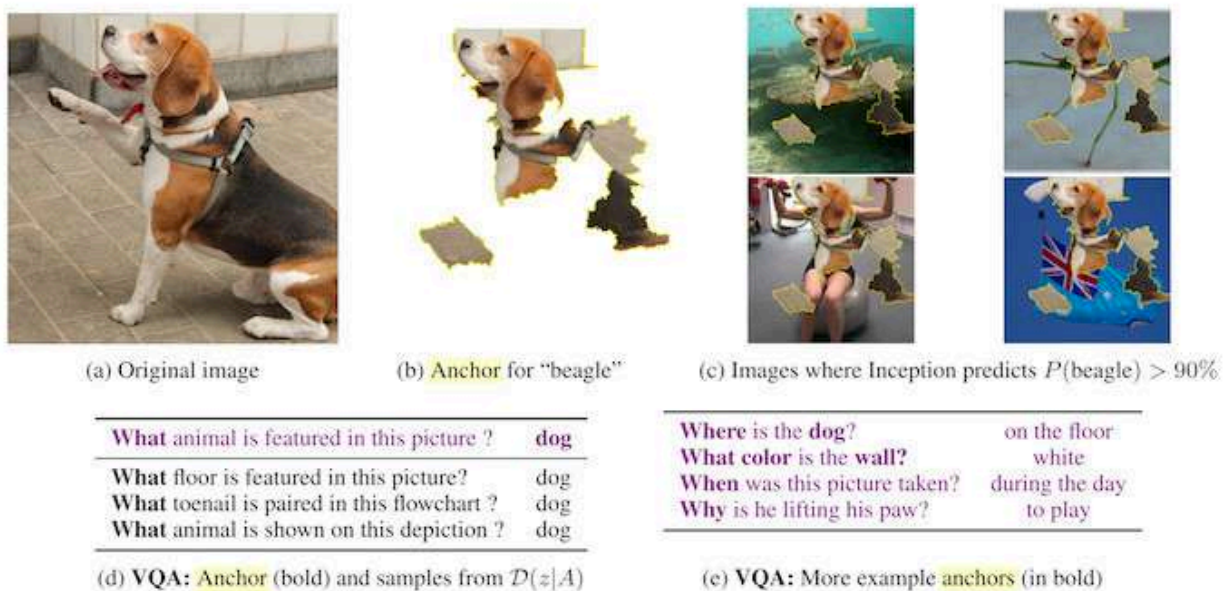 (a) Original image
(b) Anchor for “beagle”
(c) Images where Inception predicts P(beagle) > 90%
What animal is featured in this picture ? dog
What floor is featured in this picture? dog
What toenail is paired in this flowchart ? dog
What animal is shown on this depiction ? dog
(d) VQA: Anchor (bold) and samples from D(z|A)
Where is the dog? on the floor
What color is the wall? white
When was this picture taken? during the day
Why is he lifting his paw? to play
(e) VQA: More example anchors (in bold)